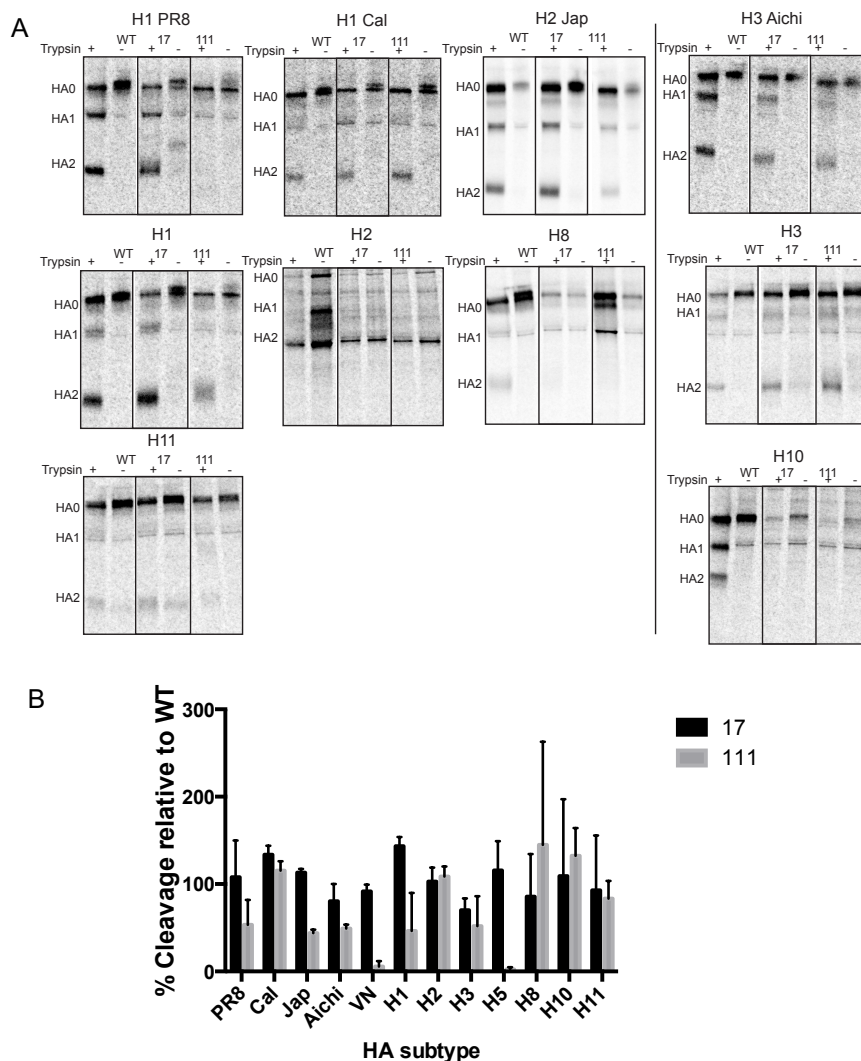 A
H1 PR8
Trypsin + WT - 17 + - 111 + -
HA0
HA1
HA2
H1 Cal
Trypsin + WT - 17 + - 111 + -
HA0
HA1
HA2
H2 Jap
Trypsin + WT - 17 + - 111 + -
HA0
HA1
HA2
H3 Aichi
Trypsin + WT - 17 + - 111 + -
HA0
HA1
HA2
H1
Trypsin + WT - 17 + - 111 + -
HA0
HA1
HA2
H2
Trypsin + WT - 17 + - 111 + -
HA0
HA1
HA2
H8
Trypsin + WT - 17 + - 111 + -
HA0
HA1
HA2
H3
Trypsin + WT - 17 + - 111 + -
HA0
HA1
HA2
H11
Trypsin + WT - 17 + - 111 + -
HA0
HA1
HA2
H10
Trypsin + WT - 17 + - 111 + -
HA0
HA1
HA2
B
% Cleavage relative to WT
300
200
100
0
17
111
PR8 Cal Jap Aichi VN H1 H2 H3 H5 H8 H10 H11
HA subtype